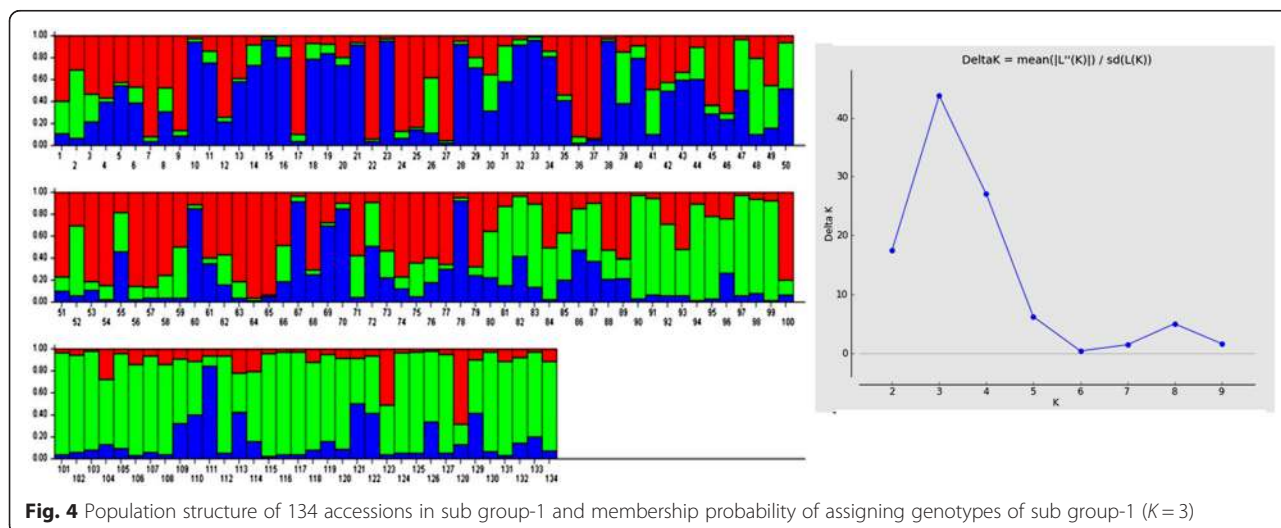 1.00
0.80
0.60
0.40
0.20
0.00
1 3 5 7 9 11 13 15 17 19 21 23 25 27 29 31 33 35 37 39 41 43 45 47 49
2 4 6 8 10 12 14 16 18 20 22 24 26 28 30 32 34 36 38 40 42 44 46 48 50
1.00
0.80
0.60
0.40
0.20
0.00
51 53 55 57 59 61 63 65 67 69 71 73 75 77 79 81 83 85 87 89 91 93 95 97 99
52 54 56 58 60 62 64 66 68 70 72 74 76 78 80 82 84 86 88 90 92 94 96 98 100
1.00
0.80
0.60
0.40
0.20
0.00
101 103 105 107 109 111 113 115 117 119 121 123 125 127 129 131 133
102 104 106 108 110 112 114 116 118 120 122 124 126 128 130 132 134
DeltaK = mean(|L''(K)|) / sd(L(K))
Delta K
40
30
20
10
0
2 3 4 5 6 7 8 9
K
Fig. 4 Population structure of 134 accessions in sub group-1 and membership probability of assigning genotypes of sub group-1 (K = 3)